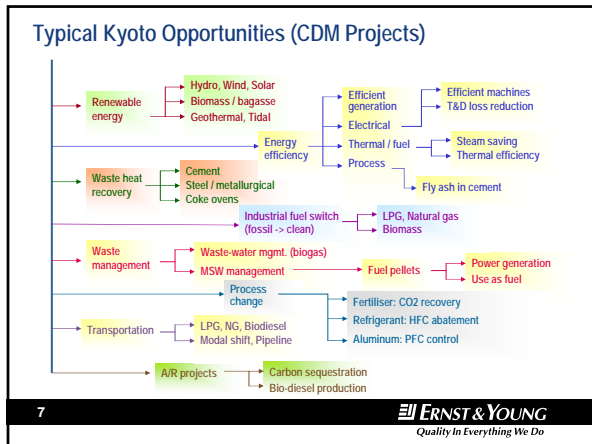 Typical Kyoto Opportunities (CDM Projects)
Renewable
energy
Hydro, Wind, Solar
Biomass / bagasse
Geothermal, Tidal
Energy
efficiency
Efficient
generation
Electrical
Thermal / fuel
Process
Efficient machines
T&D loss reduction
Steam saving
Thermal efficiency
Fly ash in cement
Waste heat
recovery
Cement
Steel / metallurgical
Coke ovens
Industrial fuel switch
(fossil -> clean)
LPG, Natural gas
Biomass
Waste
management
Waste-water mgmt. (biogas)
MSW management
Fuel pellets
Power generation
Use as fuel
Process
change
Fertiliser: CO2 recovery
Refrigerant: HFC abatement
Aluminum: PFC control
Transportation
LPG, NG, Biodiesel
Modal shift, Pipeline
A/R projects
Carbon sequestration
Bio-diesel production
7
ERNST & YOUNG
Quality In Everything We Do